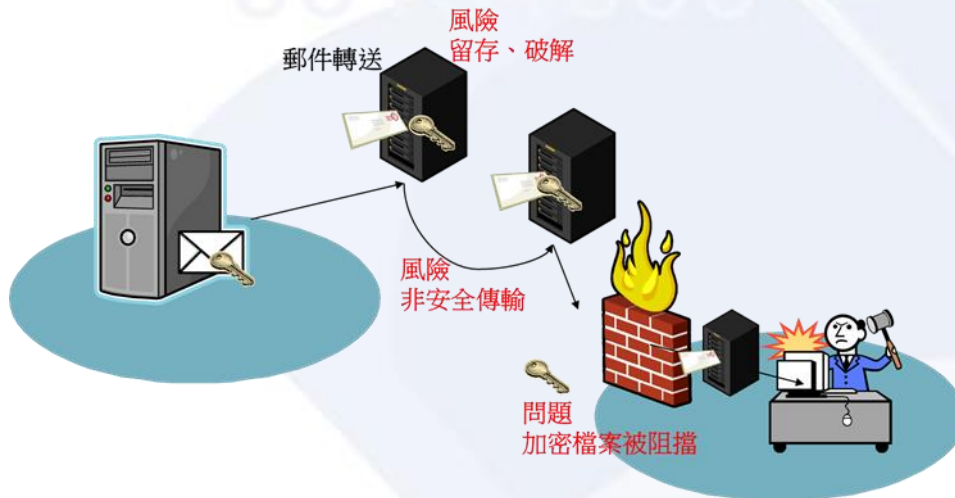 風險
留存、破解
郵件轉送
風險
非安全傳輸
問題
加密檔案被阻擋